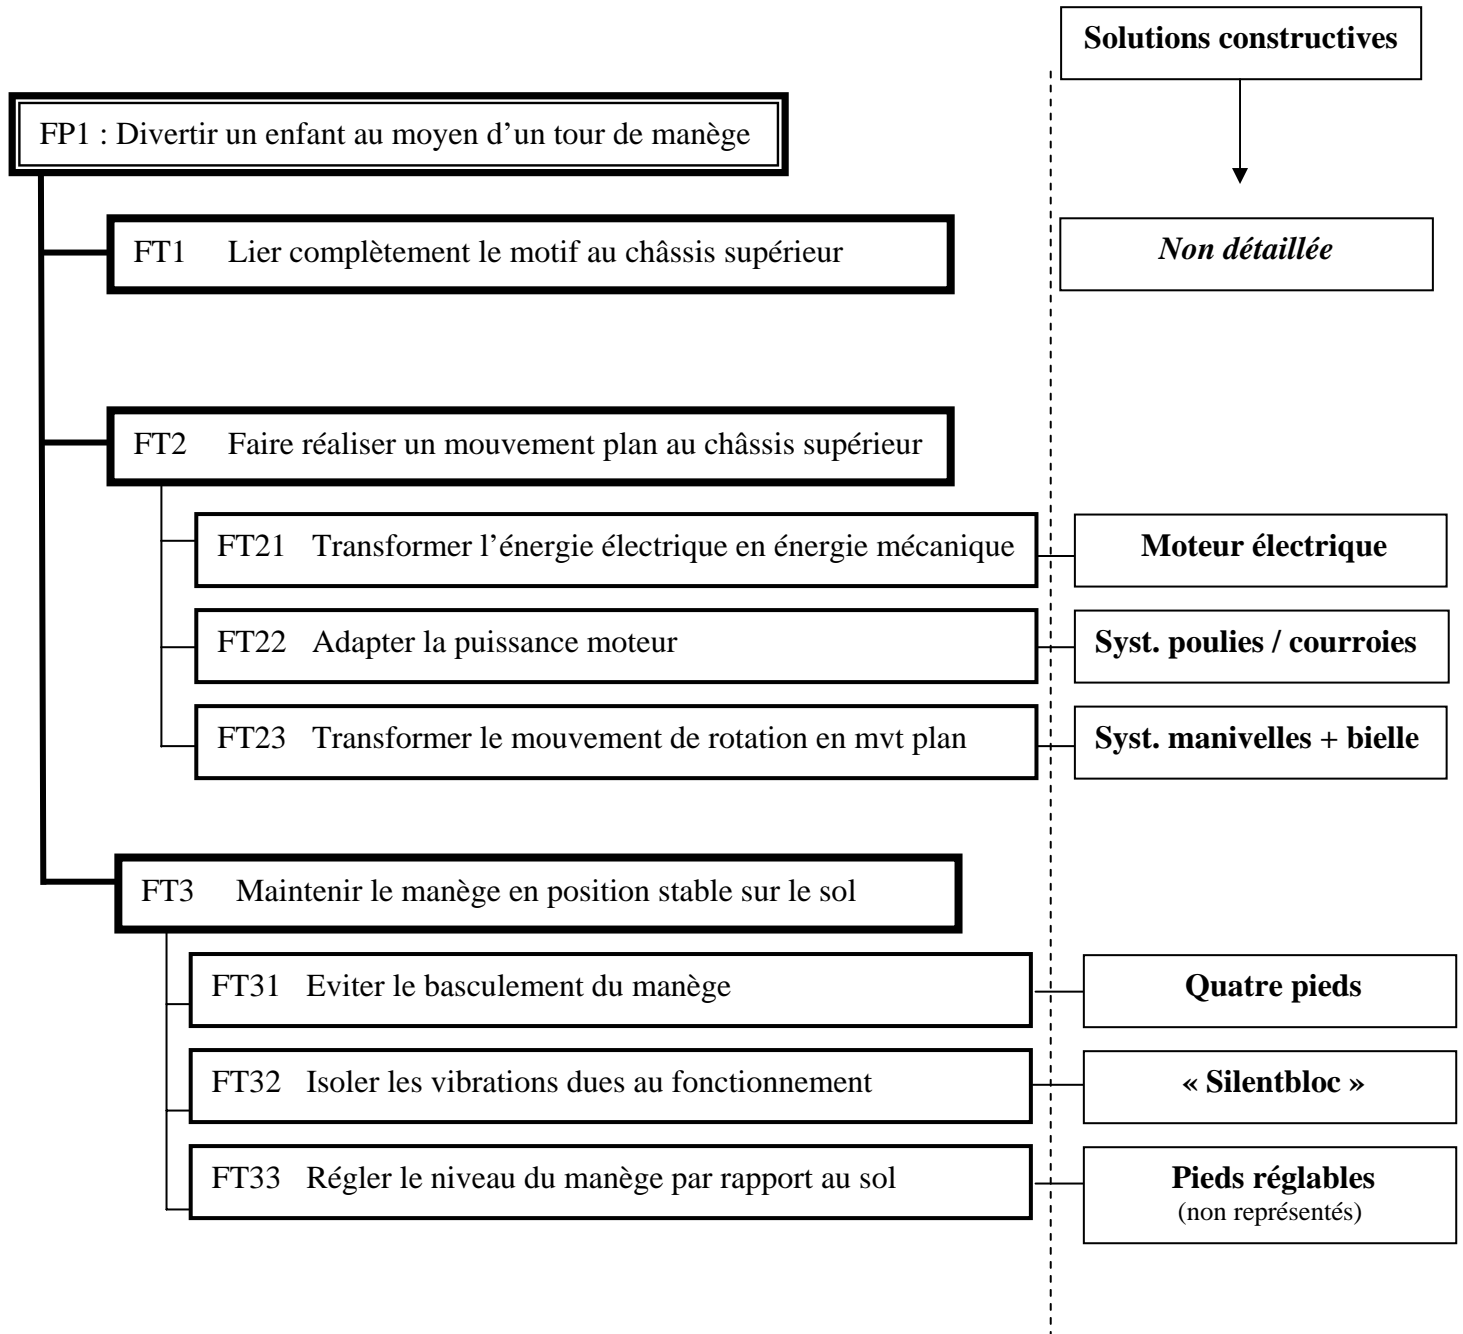 Solutions constructives
FP1 : Divertir un enfant au moyen d’un tour de manège
FT1 Lier complètement le motif au châssis supérieur
Non détaillée
FT2 Faire réaliser un mouvement plan au châssis supérieur
FT21 Transformer l’énergie électrique en énergie mécanique
Moteur électrique
FT22 Adapter la puissance moteur
Syst. poulies / courroies
FT23 Transformer le mouvement de rotation en mvt plan
Syst. manivelles + bielle
FT3 Maintenir le manège en position stable sur le sol
FT31 Eviter le basculement du manège
Quatre pieds
FT32 Isoler les vibrations dues au fonctionnement
« Silentbloc »
FT33 Régler le niveau du manège par rapport au sol
Pieds réglables
(non représentés)